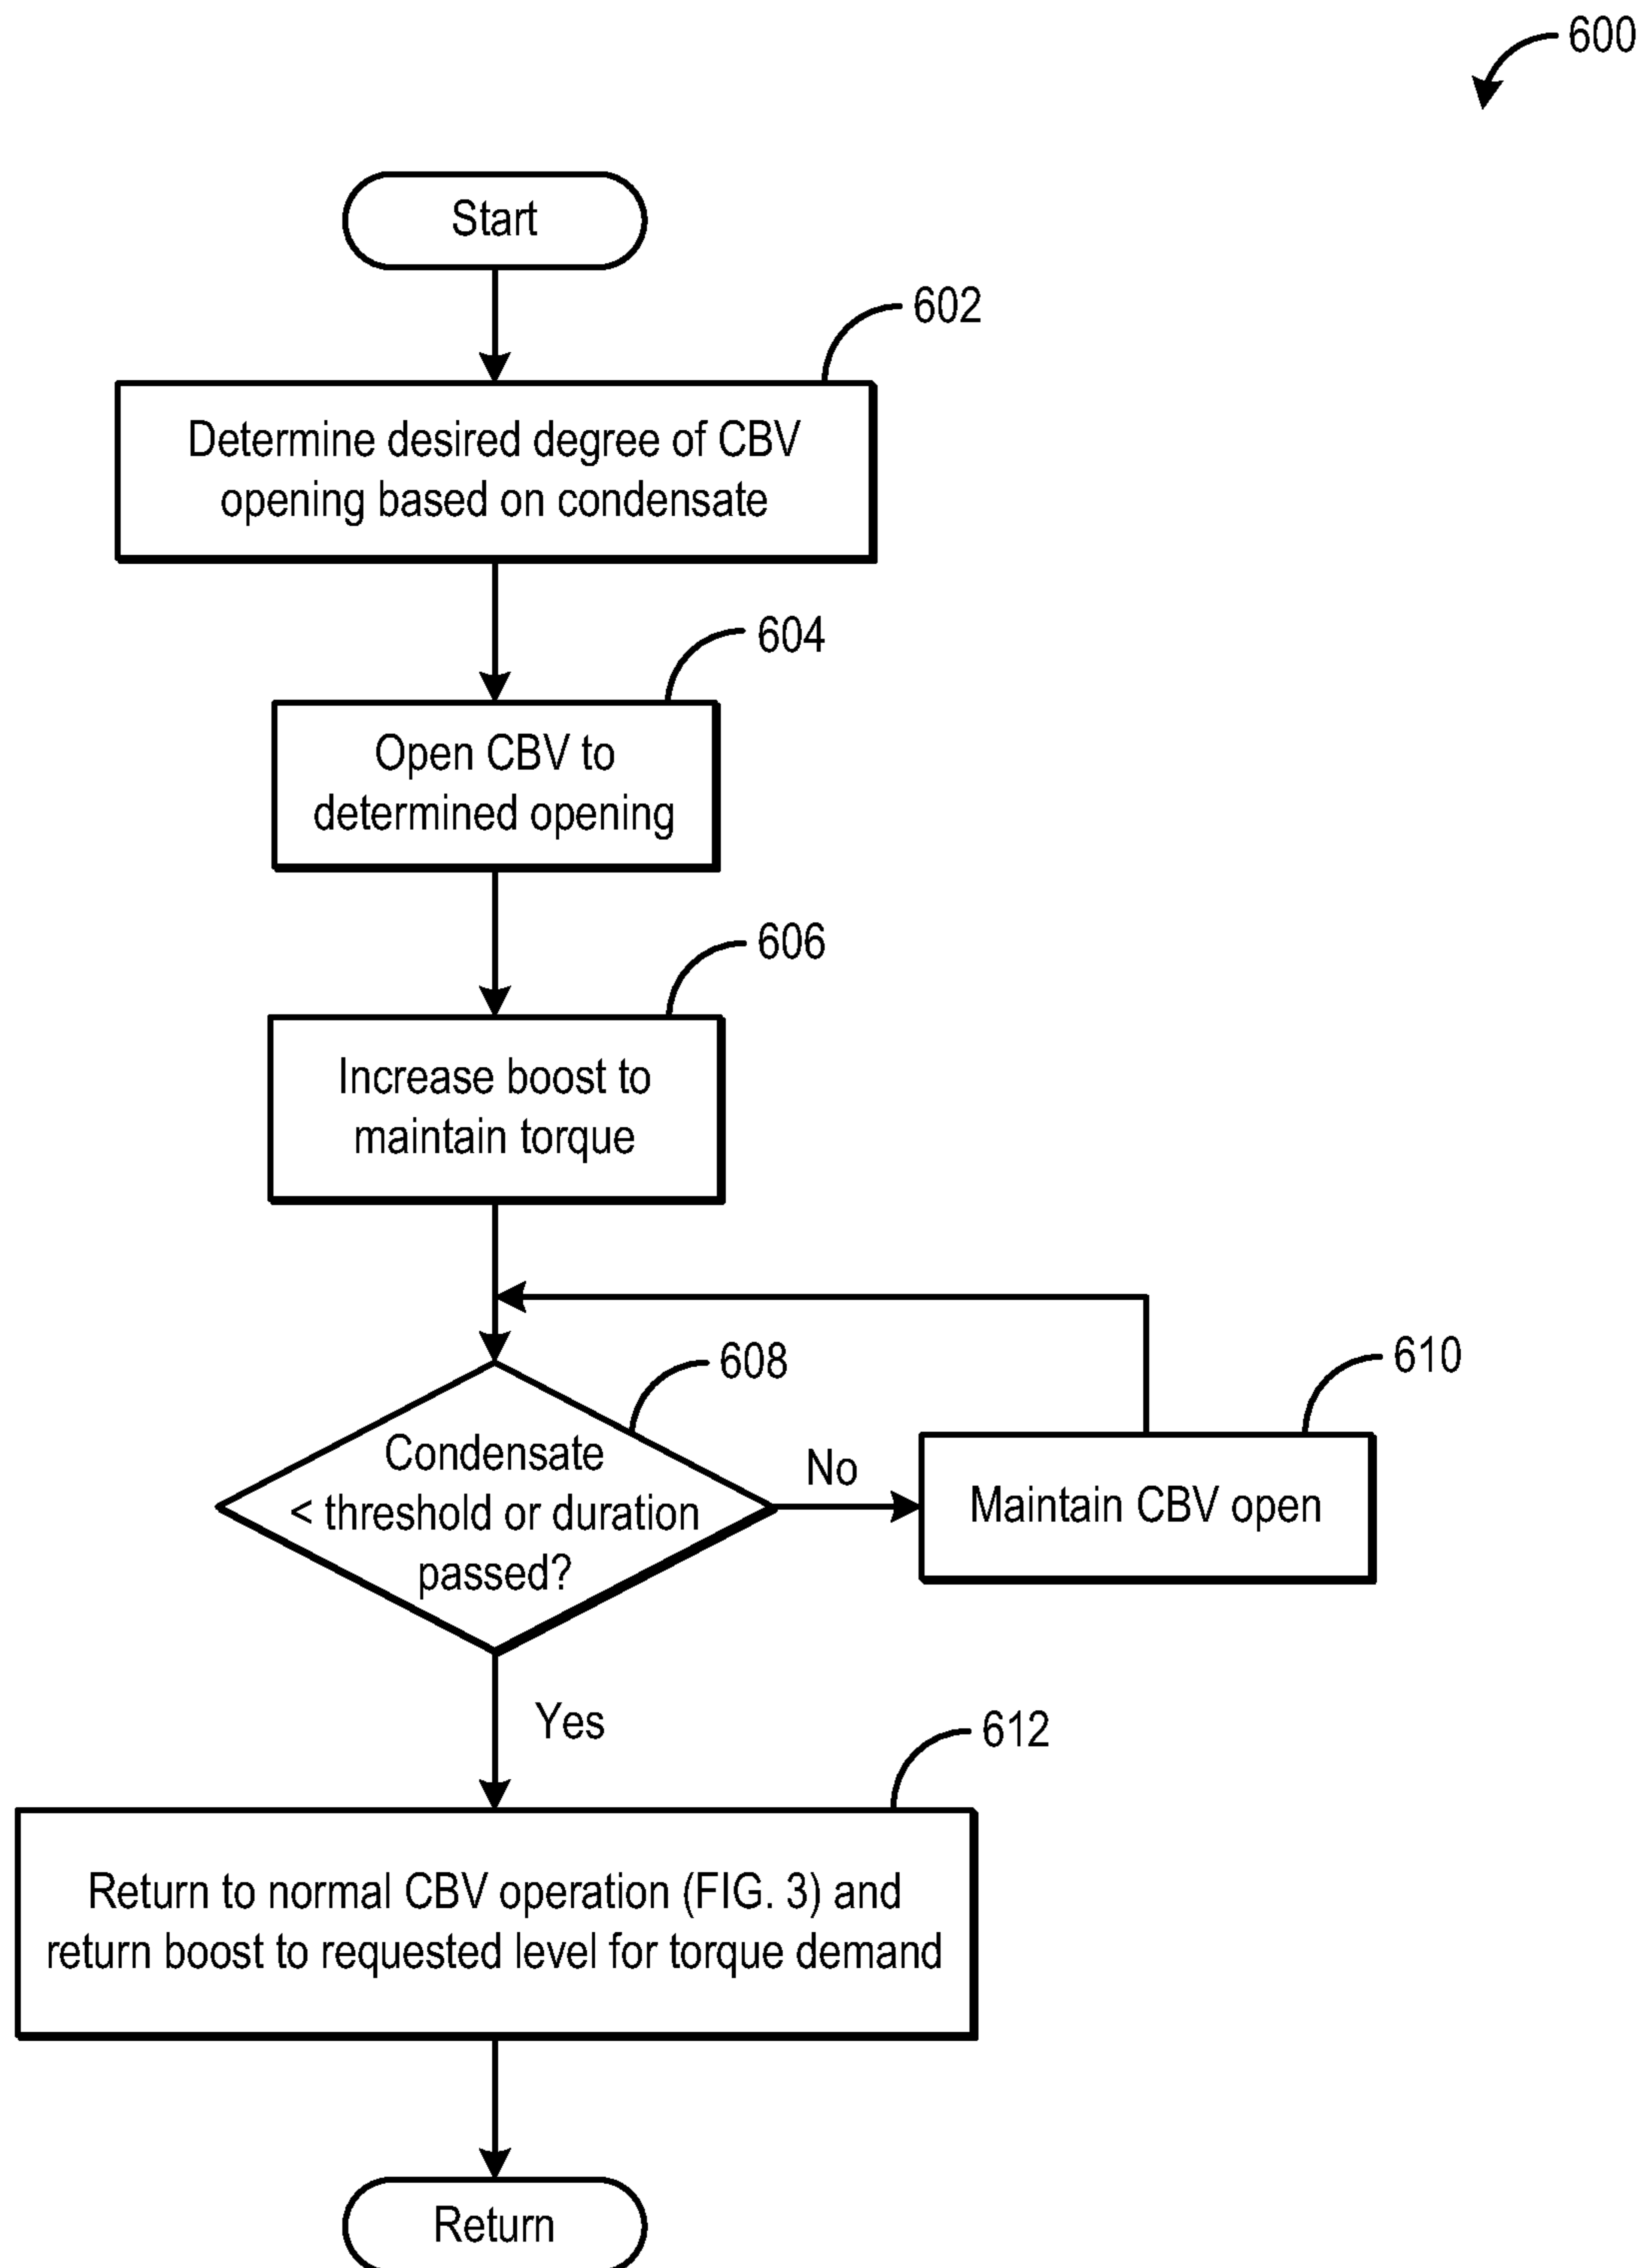 600
Start
602
Determine desired degree of CBV
opening based on condensate
604
Open CBV to
determined opening
606
Increase boost to
maintain torque
608
Condensate
< threshold or duration
passed?
No
610
Maintain CBV open
Yes
612
Return to normal CBV operation (FIG. 3) and
return boost to requested level for torque demand
Return